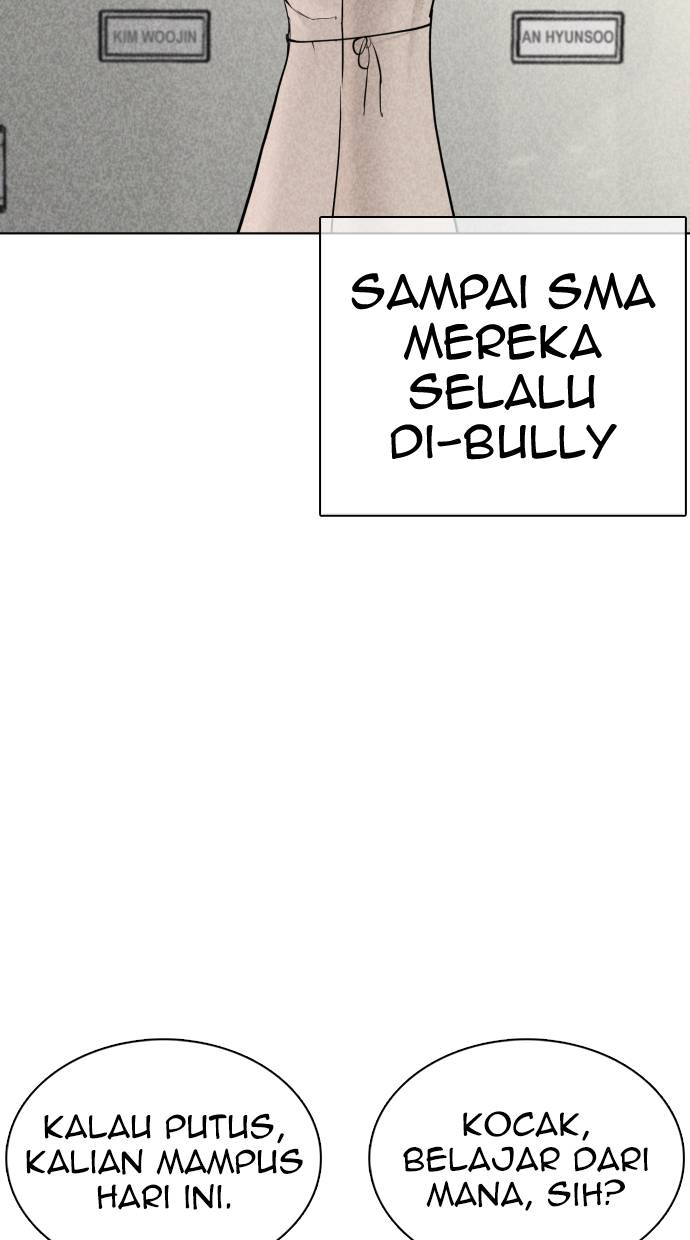 KIM WOOJIN
AN HYUNSOO
SAMPAI SMA
MEREKA
SELALU
DI-BULLY
KALAU PUTUS,
KALIAN MAMPUS
HARI INI.
KOCAK,
BELAJAR DARI
MANA, SIH?